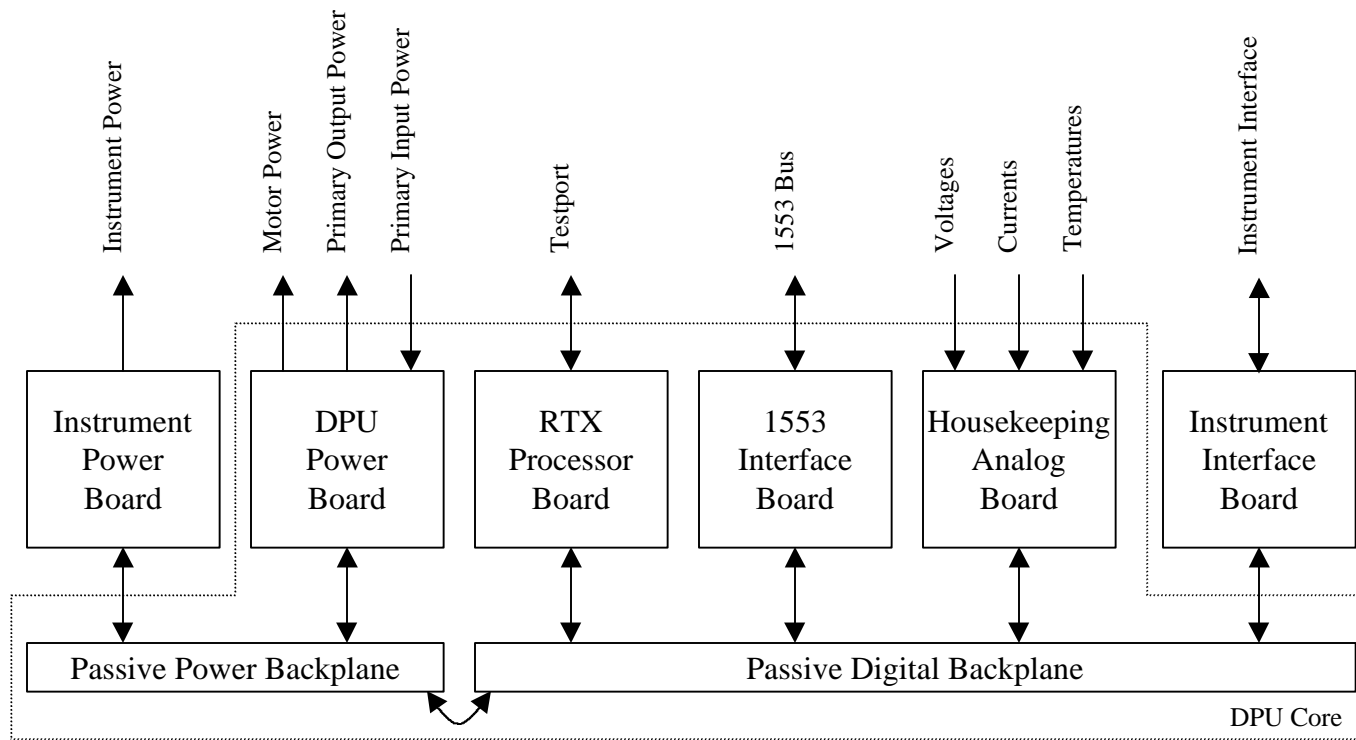 Instrument Power
Motor Power
Primary Output Power
Primary Input Power
Testport
1553 Bus
Voltages
Currents
Temperatures
Instrument Interface
Instrument
Power
Board
DPU
Power
Board
RTX
Processor
Board
1553
Interface
Board
Housekeeping
Analog
Board
Instrument
Interface
Board
Passive Power Backplane
Passive Digital Backplane
DPU Core